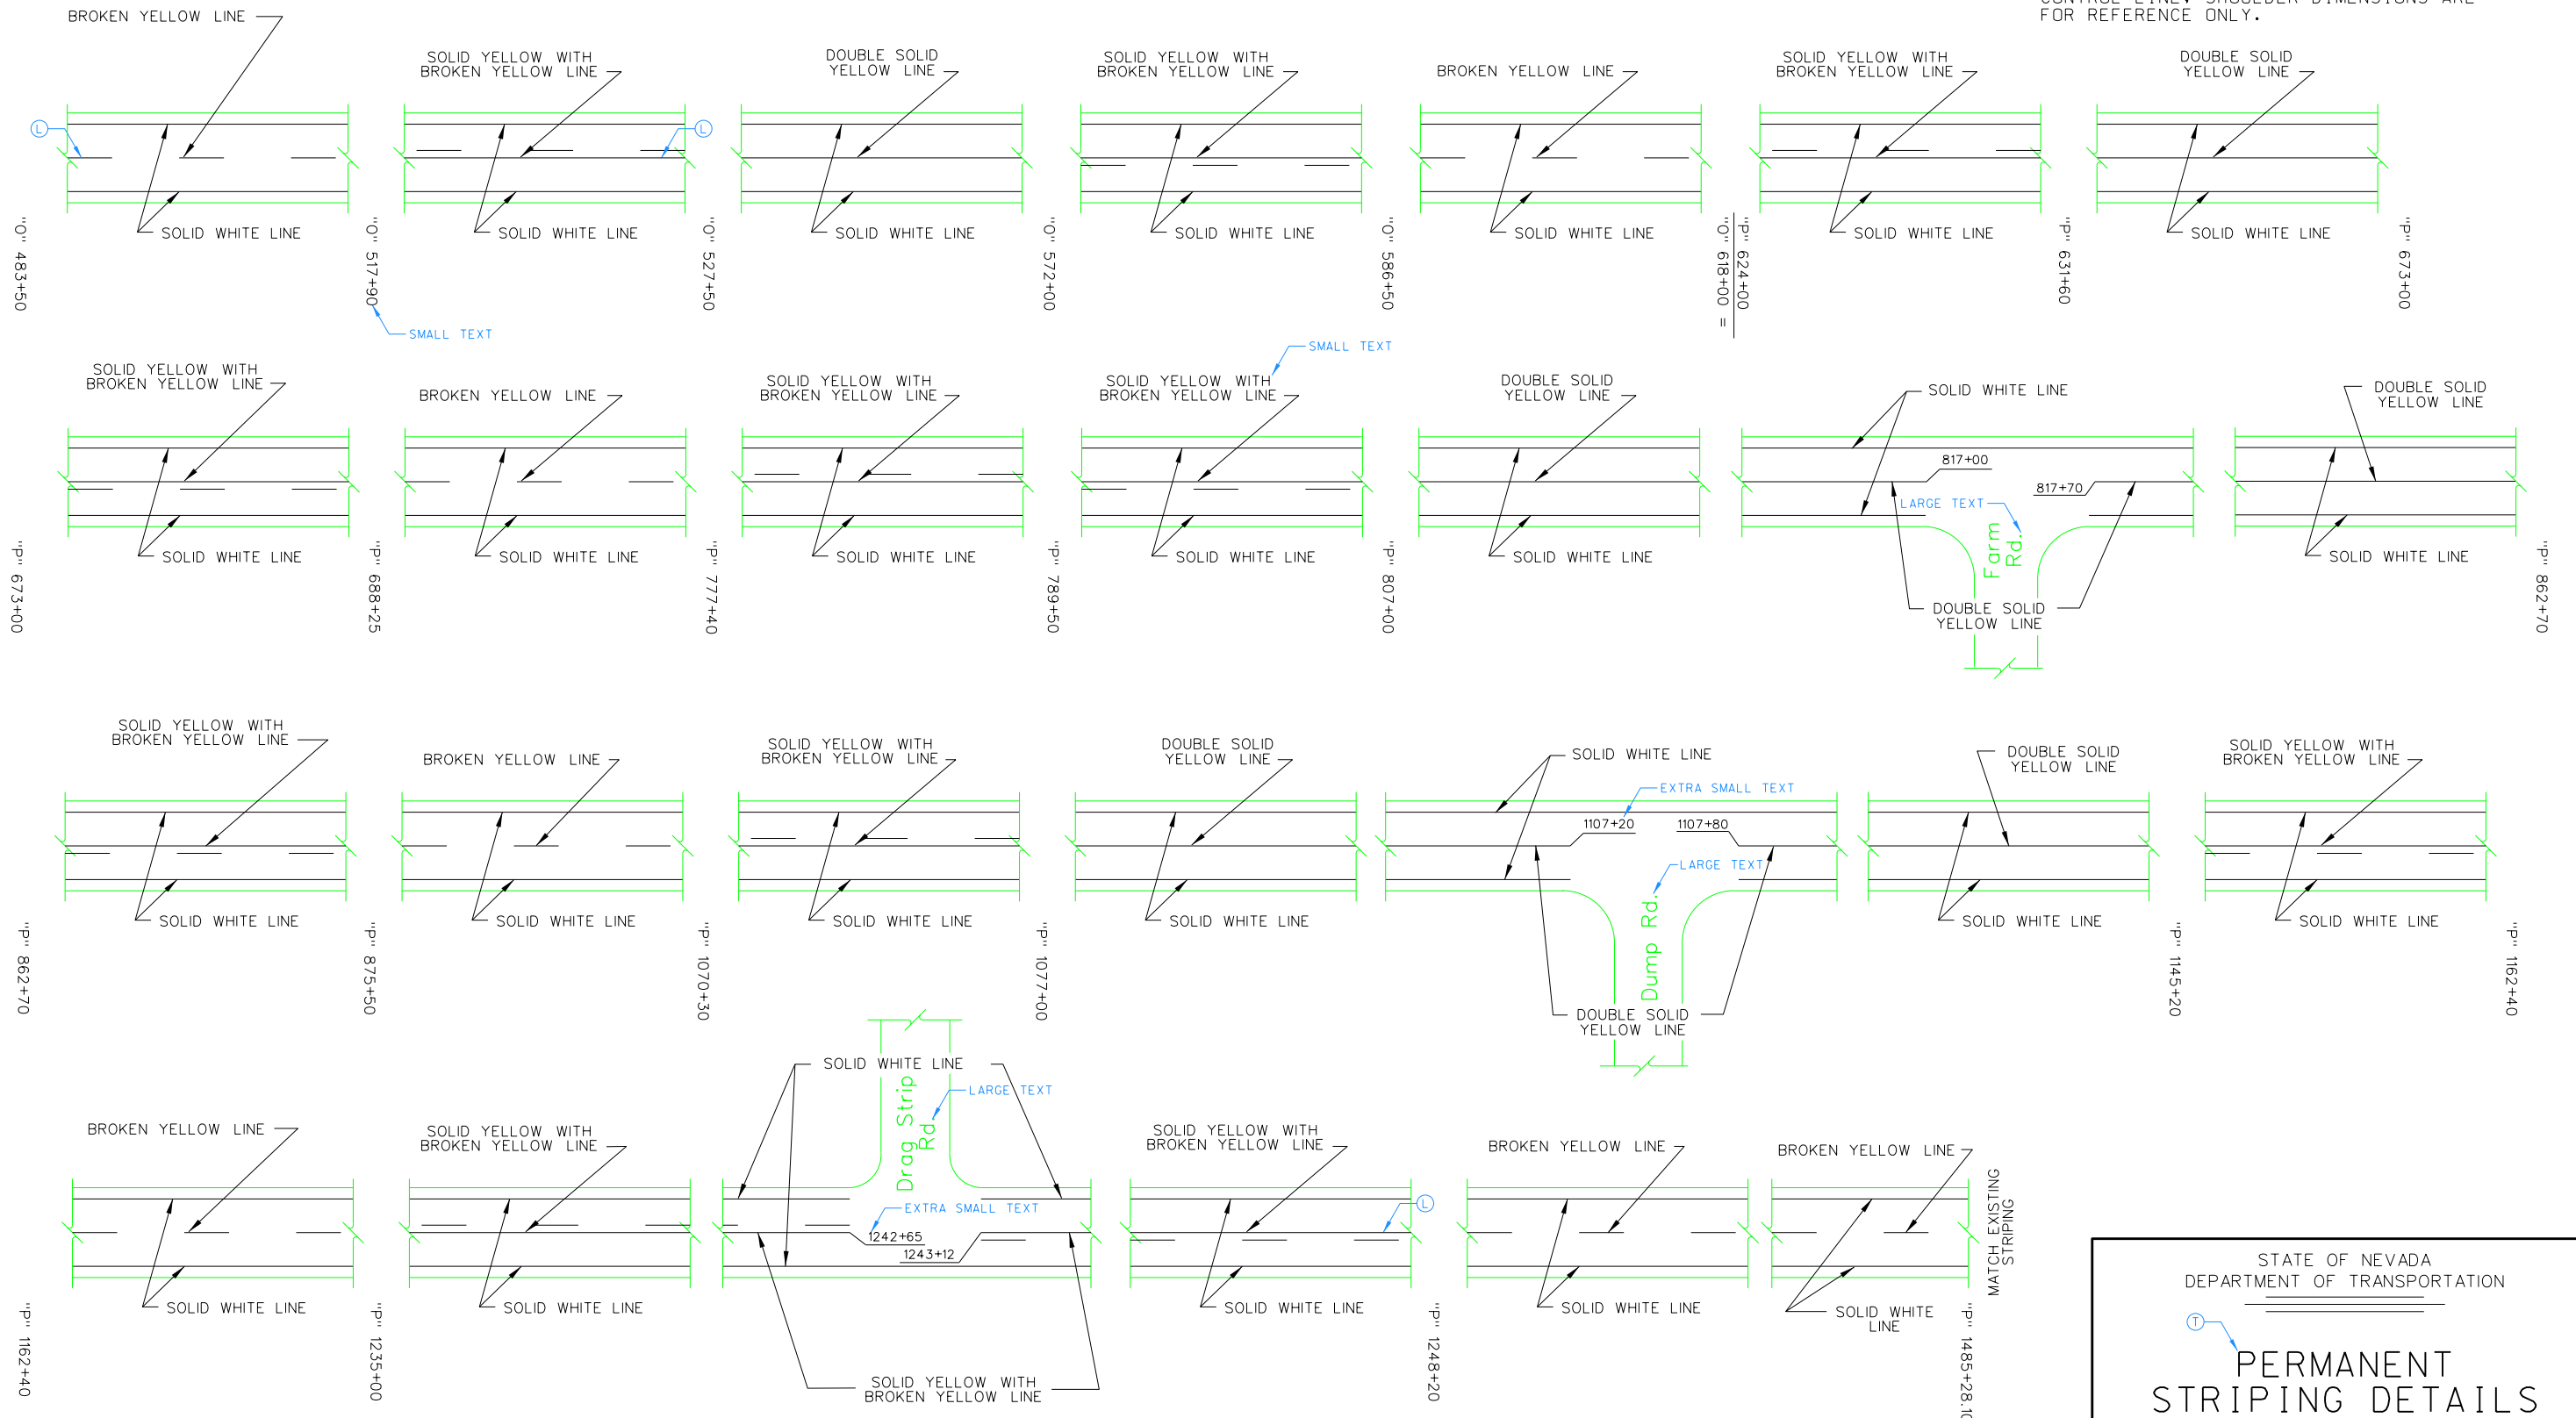 CONTROL LINE. SHOULDER DIMENSIONS ARE
FOR REFERENCE ONLY.
BROKEN YELLOW LINE
SOLID YELLOW WITH
BROKEN YELLOW LINE
DOUBLE SOLID
YELLOW LINE
SOLID YELLOW WITH
BROKEN YELLOW LINE
BROKEN YELLOW LINE
SOLID YELLOW WITH
BROKEN YELLOW LINE
DOUBLE SOLID
YELLOW LINE
L
L
SOLID WHITE LINE
SOLID WHITE LINE
SOLID WHITE LINE
SOLID WHITE LINE
SOLID WHITE LINE
SOLID WHITE LINE
SOLID WHITE LINE
"O" 483+50
"O" 517+90
"O" 527+50
"O" 572+00
"O" 586+50
"O" 618+00 =
"P" 624+00
"P" 631+60
"P" 673+00
SMALL TEXT
SMALL TEXT
SOLID YELLOW WITH
BROKEN YELLOW LINE
BROKEN YELLOW LINE
SOLID YELLOW WITH
BROKEN YELLOW LINE
SOLID YELLOW WITH
BROKEN YELLOW LINE
DOUBLE SOLID
YELLOW LINE
SOLID WHITE LINE
DOUBLE SOLID
YELLOW LINE
817+00
817+70
LARGE TEXT
Farm
Rd.
SOLID WHITE LINE
SOLID WHITE LINE
SOLID WHITE LINE
SOLID WHITE LINE
SOLID WHITE LINE
SOLID WHITE LINE
DOUBLE SOLID
YELLOW LINE
"P" 673+00
"P" 688+25
"P" 777+40
"P" 789+50
"P" 807+00
"P" 862+70
SOLID YELLOW WITH
BROKEN YELLOW LINE
BROKEN YELLOW LINE
SOLID YELLOW WITH
BROKEN YELLOW LINE
DOUBLE SOLID
YELLOW LINE
SOLID WHITE LINE
DOUBLE SOLID
YELLOW LINE
SOLID YELLOW WITH
BROKEN YELLOW LINE
EXTRA SMALL TEXT
1107+20
1107+80
LARGE TEXT
Dump Rd.
SOLID WHITE LINE
SOLID WHITE LINE
SOLID WHITE LINE
SOLID WHITE LINE
SOLID WHITE LINE
SOLID WHITE LINE
DOUBLE SOLID
YELLOW LINE
"P" 862+70
"P" 875+50
"P" 1070+30
"P" 1077+00
"P" 1145+20
"P" 1162+40
SOLID WHITE LINE
LARGE TEXT
Drag Strip
Rd.
BROKEN YELLOW LINE
SOLID YELLOW WITH
BROKEN YELLOW LINE
SOLID YELLOW WITH
BROKEN YELLOW LINE
BROKEN YELLOW LINE
BROKEN YELLOW LINE
EXTRA SMALL TEXT
1242+65
1243+12
L
MATCH EXISTING
STRIPING
SOLID WHITE LINE
SOLID WHITE LINE
SOLID WHITE LINE
SOLID WHITE LINE
SOLID WHITE
LINE
SOLID YELLOW WITH
BROKEN YELLOW LINE
"P" 1162+40
"P" 1235+00
"P" 1248+20
"P" 1485+28.10
STATE OF NEVADA
DEPARTMENT OF TRANSPORTATION
T
PERMANENT
STRIPING DETAILS